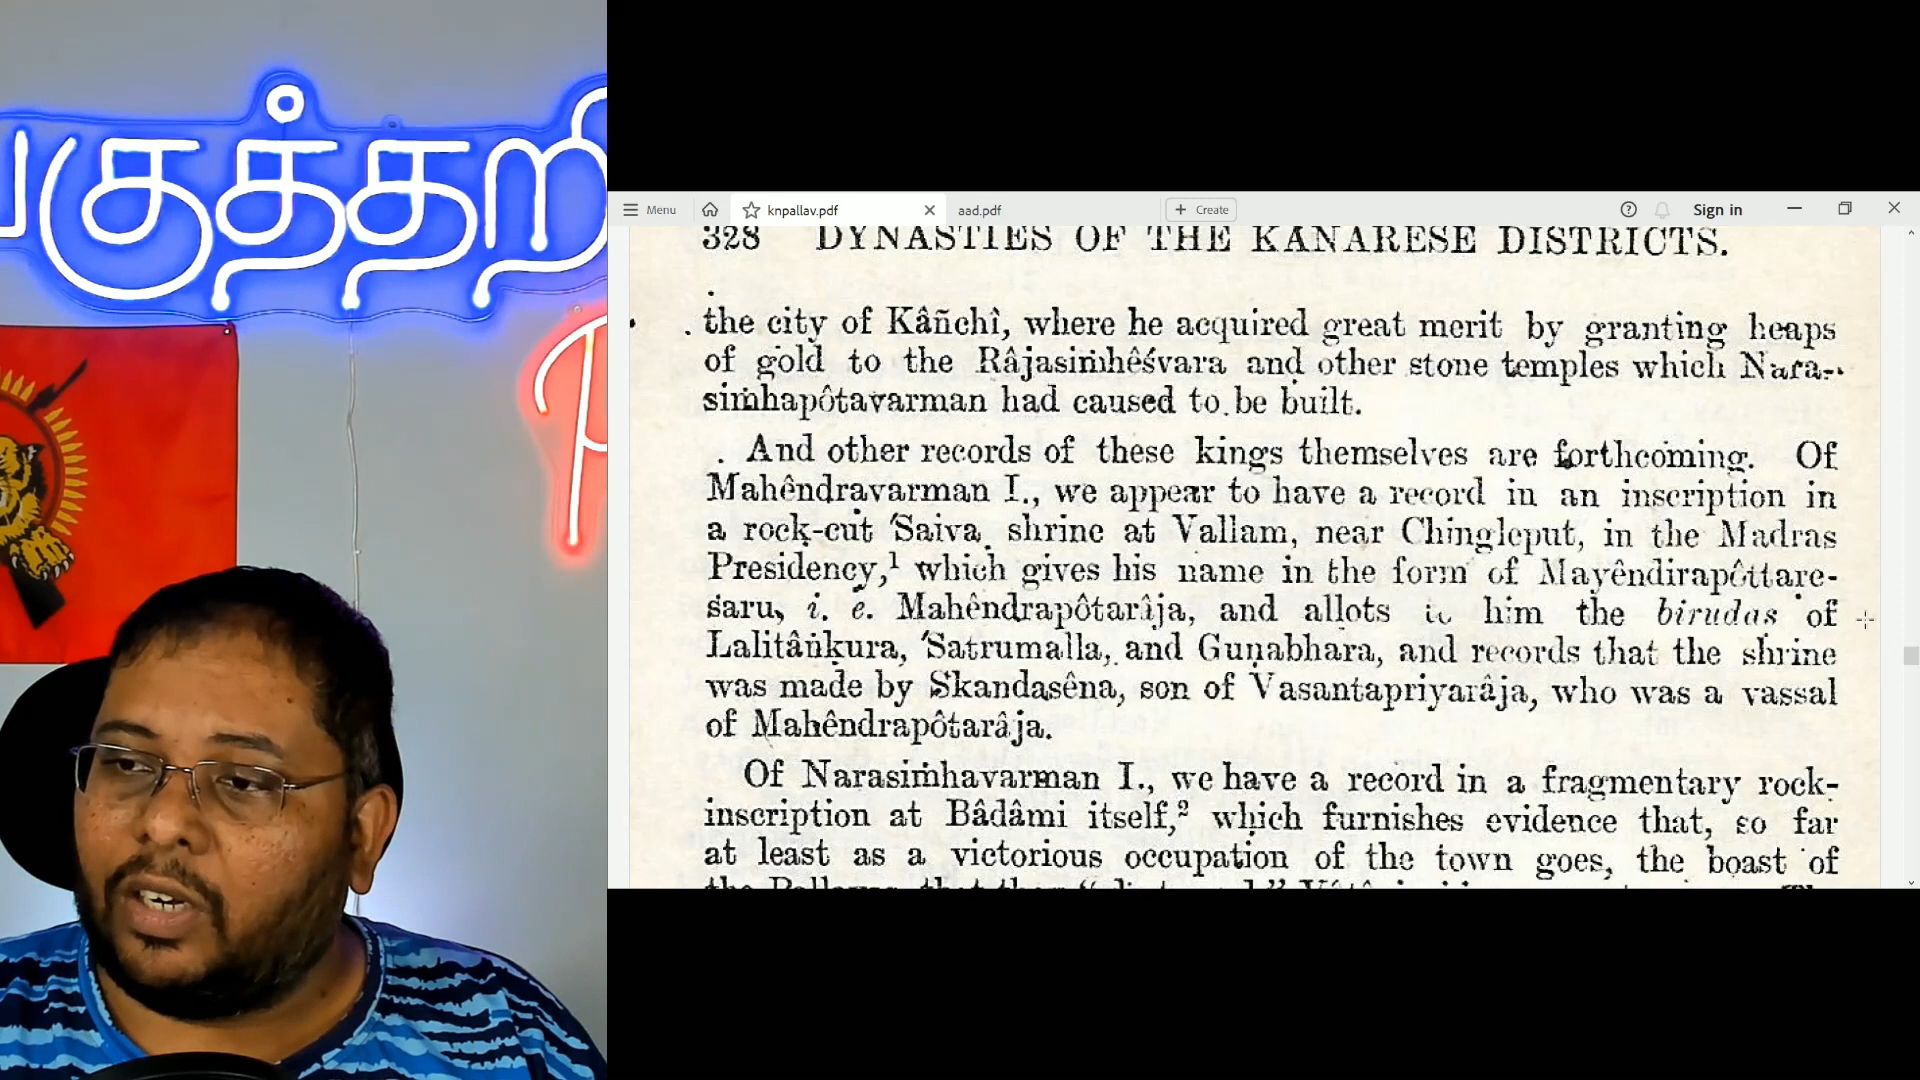 குத்தறி
P
Menu
knpallav.pdf
aad.pdf
+ Create
Sign in
328 DYNASTIES OF THE KANARESE DISTRICTS.
the city of Kâñchî, where he acquired great merit by granting heaps
of gold to the Râjasiṁhêśvara and other stone temples which Nara-
siṁhapôtavarman had caused to be built.
And other records of these kings themselves are forthcoming. Of
Mahêndravarman I., we appear to have a record in an inscription in
a rock-cut Śaiva shrine at Vallam, near Chingleput, in the Madras
Presidency,¹ which gives his name in the form of Mayêndirapôttare-
saru, i. e. Mahêndrapôtarâja, and allots to him the birudas of
Lalitâṅkura, Śatrumalla, and Guṇabhara, and records that the shrine
was made by Skandasêna, son of Vasantapriyarâja, who was a vassal
of Mahêndrapôtarâja.
Of Narasiṁhavarman I., we have a record in a fragmentary rock-
inscription at Bâdâmi itself,² which furnishes evidence that, so far
at least as a victorious occupation of the town goes, the boast of